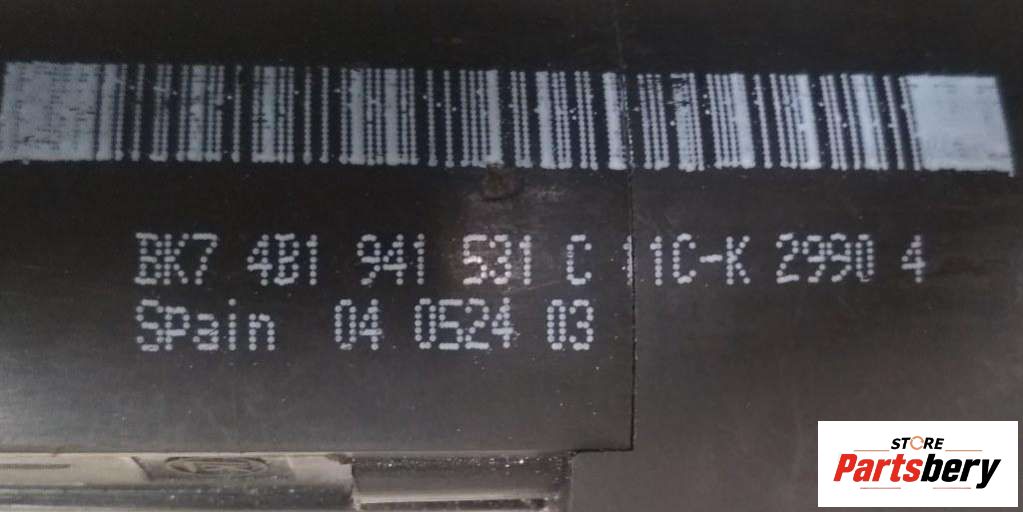 BK7 4B1 941 531 C 11C-K 2990 4
Spain 04 0524 03
STORE
Partsbery